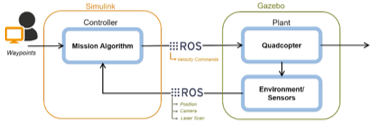 Simulink
Gazebo
Controller
Plant
Waypoints
Mission Algorithm
ROS
Velocity Commands
Quadcopter
Environment/
Sensors
ROS
Position
Camera
Laser Scan